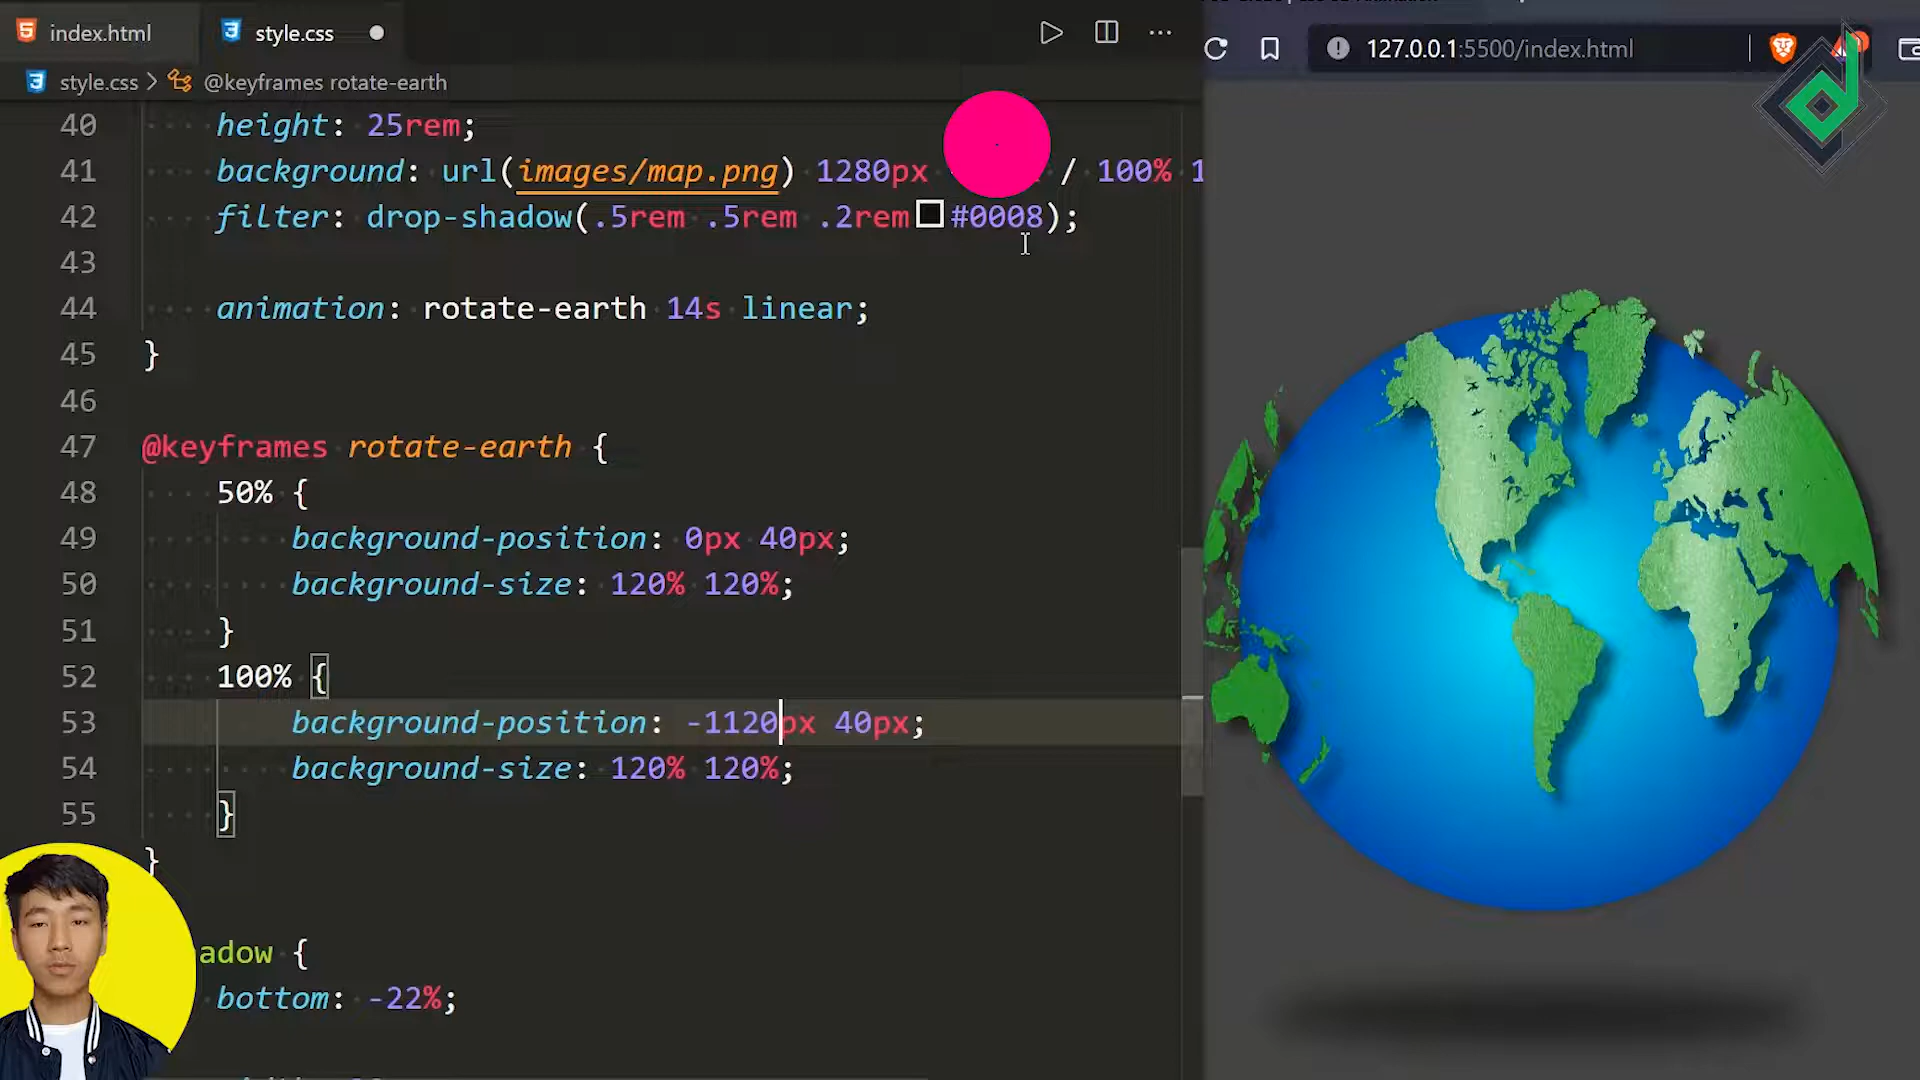 index.html
style.css
127.0.0.1:5500/index.html
style.css > @keyframes rotate-earth
40 height: 25rem;
41 background: url(images/map.png) 1280px / 100% 1
42 filter: drop-shadow(.5rem .5rem .2rem #0008);
43
44 animation: rotate-earth 14s linear;
45 }
46
47 @keyframes rotate-earth {
48 50% {
49 background-position: 0px 40px;
50 background-size: 120% 120%;
51 }
52 100% {
53 background-position: -1120px 40px;
54 background-size: 120% 120%;
55 }
}
adow {
bottom: -22%;